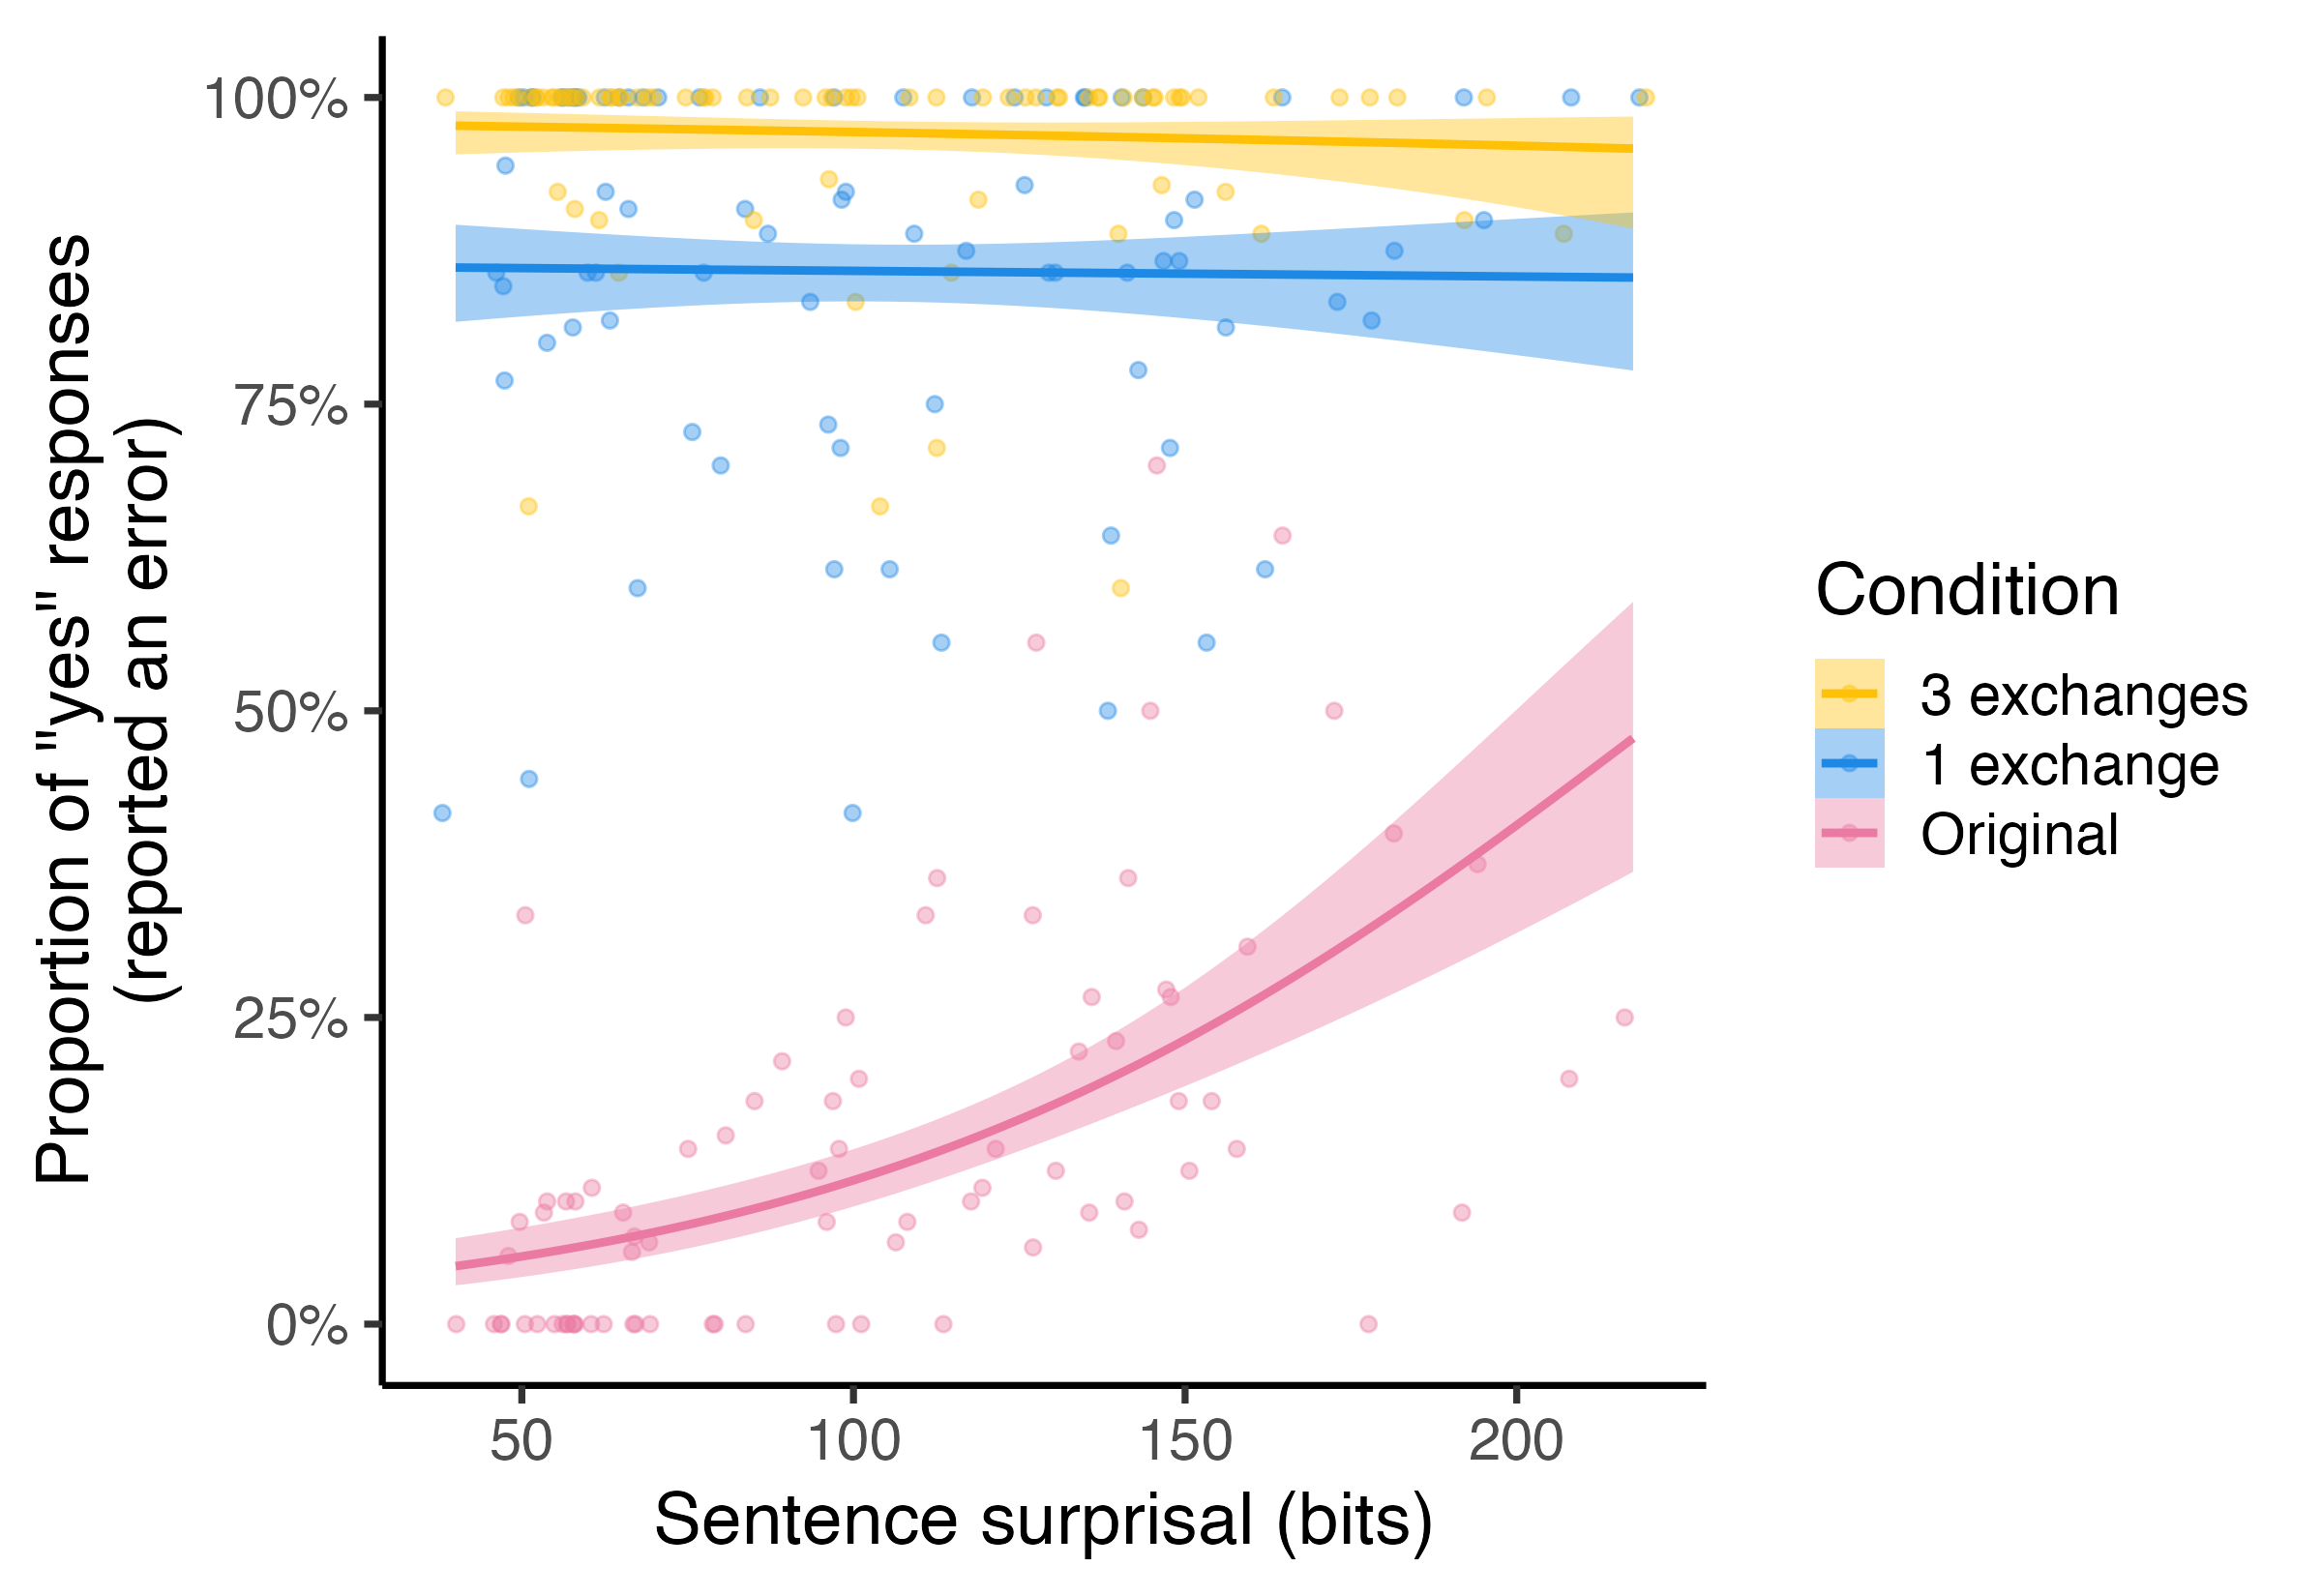 Proportion of "yes" responses
(reported an error)
100%
75%
50%
25%
0%
50
100
150
200
Sentence surprisal (bits)
Condition
3 exchanges
1 exchange
Original